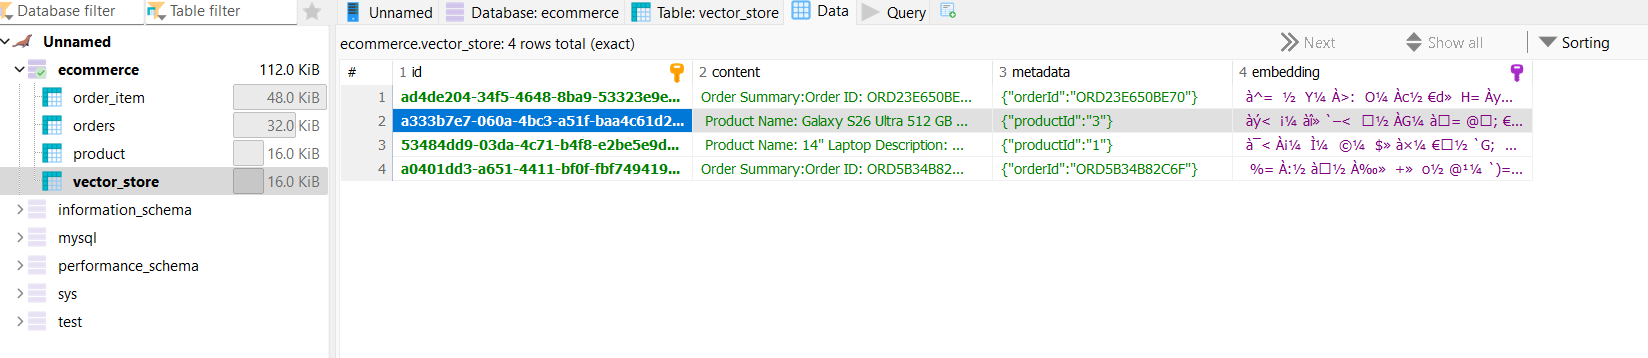 Database filter Table filter
Unnamed Database: ecommerce Table: vector_store Data Query
ecommerce.vector_store: 4 rows total (exact) Next Show all Sorting
Unnamed
ecommerce 112.0 KiB
order_item 48.0 KiB
orders 32.0 KiB
product 16.0 KiB
vector_store 16.0 KiB
information_schema
mysql
performance_schema
sys
test
# 1 id 2 content 3 metadata 4 embedding
1 ad4de204-34f5-4648-8ba9-53323e9e... Order Summary:Order ID: ORD23E650BE... {"orderId":"ORD23E650BE70"}
2 a333b7e7-060a-4bc3-a51f-baa4c61d2... Product Name: Galaxy S26 Ultra 512 GB ... {"productId":"3"}
3 53484dd9-03da-4c71-b4f8-e2be5e9d... Product Name: 14" Laptop Description: ... {"productId":"1"}
4 a0401dd3-a651-4411-bf0f-fbf749419... Order Summary:Order ID: ORD5B34B82... {"orderId":"ORD5B34B82C6F"}